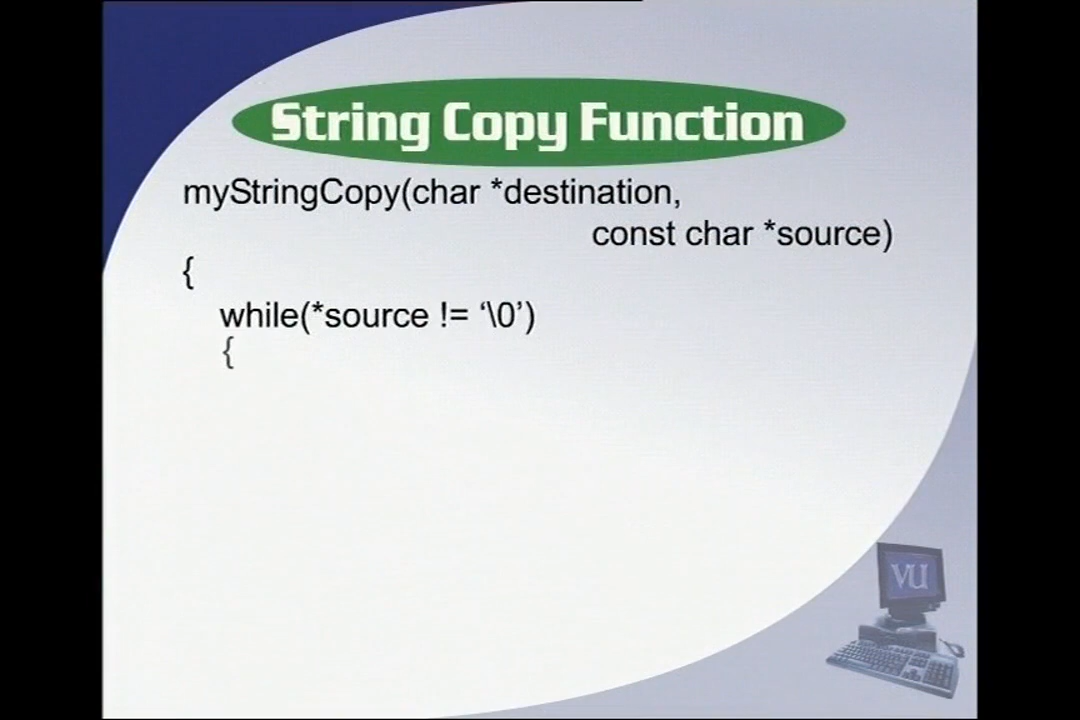 String Copy Function
myStringCopy(char *destination,
const char *source)
{
while(*source != ‘\0’)
{
VU